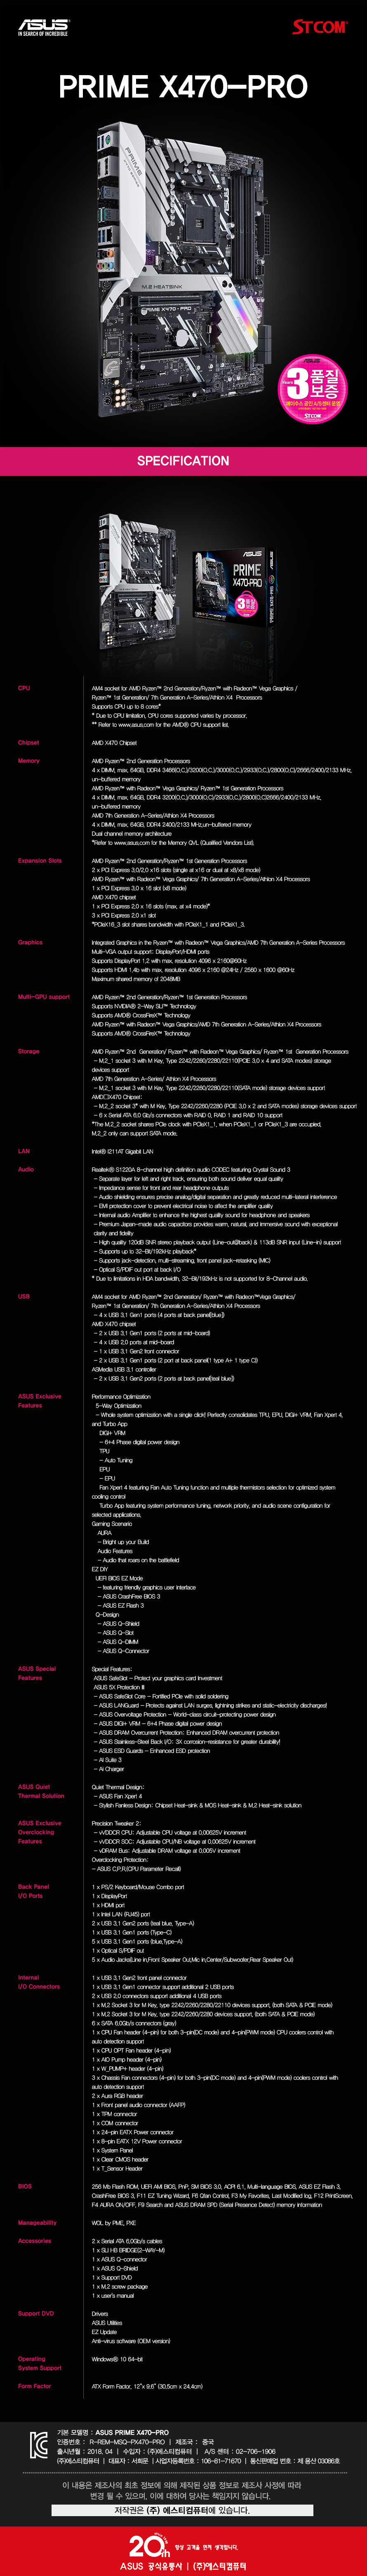 ASUS
IN SEARCH OF INCREDIBLE
STCOM
PRIME X470-PRO
PRIME
M.2 HEATSINK
PRIME X470 - PRO
3 품질
보증
에이수스 공인 A/S센터 운영
STCOM
SPECIFICATION
ASUS
PRIME
X470-PRO
CPU
AM4 socket for AMD Ryzen™ 2nd Generation/Ryzen™ with Radeon™ Vega Graphics /
Ryzen™ 1st Generation/ 7th Generation A-Series/Athlon X4 Processors
Supports CPU up to 8 cores*
* Due to CPU limitation, CPU cores supported varies by processor.
** Refer to www.asus.com for the AMD® CPU support list.
Chipset
AMD X470 Chipset
Memory
AMD Ryzen™ 2nd Generation Processors
4 x DIMM, max. 64GB, DDR4 3466(O.C.)/3200(O.C.)/3000(O.C.)/2933(O.C.)/2800(O.C)/2666/2400/2133 MHz,
un-buffered memory
AMD Ryzen™ with Radeon™ Vega Graphics/ Ryzen™ 1st Generation Processors
4 x DIMM, max. 64GB, DDR4 3200(O.C.)/3000(O.C)/2933(O.C.)/2800(O.C)2666/2400/2133 MHz,
un-buffered memory
AMD 7th Generation A-Series/Athlon X4 Processors
4 x DIMM, max. 64GB, DDR4 2400/2133 MHz,un-buffered memory
Dual channel memory architecture
*Refer to www.asus.com for the Memory QVL (Qualified Vendors List).
Expansion Slots
AMD Ryzen™ 2nd Generation/Ryzen™ 1st Generation Processors
2 x PCI Express 3.0/2.0 x16 slots (single at x16 or dual at x8/x8 mode)
AMD Ryzen™ with Radeon™ Vega Graphics/ 7th Generation A-Series/Athlon X4 Processors
1 x PCI Express 3.0 x 16 slot (x8 mode)
AMD X470 chipset
1 x PCI Express 2.0 x 16 slots (max. at x4 mode)*
3 x PCI Express 2.0 x1 slot
*PCIeX16_3 slot shares bandwidth with PCIeX1_1 and PCIeX1_3.
Graphics
Integrated Graphics in the Ryzen™ with Radeon™ Vega Graphics/AMD 7th Generation A-Series Processors
Multi-VGA output support: DisplayPort/HDMI ports
Supports DisplayPort 1.2 with max. resolution 4096 x 2160@60Hz
Supports HDMI 1.4b with max. resolution 4096 x 2160 @24Hz / 2560 x 1600 @60Hz
Maximum shared memory of 2048MB
Multi-GPU support
AMD Ryzen™ 2nd Generation/Ryzen™ 1st Generation Processors
Supports NVIDIA® 2-Way SLI™ Technology
Supports AMD® CrossFireX™ Technology
AMD Ryzen™ with Radeon™ Vega Graphics/AMD 7th Generation A-Series/Athlon X4 Processors
Supports AMD® CrossFireX™ Technology
Storage
AMD Ryzen™ 2nd Generation/ Ryzen™ with Radeon™ Vega Graphics/ Ryzen™ 1st Generation Processors
- M.2_1 socket 3 with M Key, Type 2242/2260/2280/22110(PCIE 3.0 x 4 and SATA modes) storage
devices support
AMD 7th Generation A-Series/ Athlon X4 Processors
- M.2_1 socket 3 with M Key, Type 2242/2260/2280/22110(SATA mode) storage devices support
AMD□X470 Chipset:
- M.2_2 socket 3* with M Key, Type 2242/2260/2280 (PCIE 3.0 x 2 and SATA modes) storage devices support
- 6 x Serial ATA 6.0 Gb/s connectors with RAID 0, RAID 1 and RAID 10 support
*The M.2_2 socket shares PCIe clock with PCIeX1_1, when PCIeX1_1 or PCIeX1_3 are occupied,
M.2_2 only can support SATA mode.
LAN
Intel® I211AT Gigabit LAN
Audio
Realtek® S1220A 8-channel high definition audio CODEC featuring Crystal Sound 3
- Separate layer for left and right track, ensuring both sound deliver equal quality
- Impedance sense for front and rear headphone outputs
- Audio shielding ensures precise analog/digital separation and greatly reduced multi-lateral interference
- EMI protection cover to prevent electrical noise to affect the amplifier quality
- Internal audio Amplifier to enhance the highest quality sound for headphone and speakers
- Premium Japan-made audio capacitors provides warm, natural, and immersive sound with exceptional
clarity and fidelity
- High quality 120dB SNR stereo playback output (Line-out@back) & 113dB SNR input (Line-in) support
- Supports up to 32-Bit/192kHz playback*
- Supports jack-detection, multi-streaming, front panel jack-retasking (MIC)
- Optical S/PDIF out port at back I/O
* Due to limitations in HDA bandwidth, 32-Bit/192kHz is not supported for 8-Channel audio.
USB
AM4 socket for AMD Ryzen™ 2nd Generation/ Ryzen™ with Radeon™Vega Graphics/
Ryzen™ 1st Generation/ 7th Generation A-Series/Athlon X4 Processors
- 4 x USB 3.1 Gen1 ports (4 ports at back panel(blue))
AMD X470 chipset
- 2 x USB 3.1 Gen1 ports (2 ports at mid-board)
- 4 x USB 2.0 ports at mid-board
- 1 x USB 3.1 Gen2 front connector
- 2 x USB 3.1 Gen1 ports (2 port at back panel(1 type A+ 1 type C))
ASMedia USB 3.1 controller
- 2 x USB 3.1 Gen2 ports (2 ports at back panel(teal blue))
ASUS Exclusive
Features
Performance Optimization
5-Way Optimization
- Whole system optimization with a single click! Perfectly consolidates TPU, EPU, DIGI+ VRM, Fan Xpert 4,
and Turbo App
DIGI+ VRM
- 6+4 Phase digital power design
TPU
- Auto Tuning
EPU
- EPU
Fan Xpert 4 featuring Fan Auto Tuning function and multiple thermistors selection for optimized system
cooling control
Turbo App featuring system performance tuning, network priority, and audio scene configuration for
selected applications.
Gaming Scenario
AURA
- Bright up your Build
Audio Features
- Audio that roars on the battlefield
EZ DIY
UEFI BIOS EZ Mode
- featuring friendly graphics user interface
- ASUS CrashFree BIOS 3
- ASUS EZ Flash 3
Q-Design
- ASUS Q-Shield
- ASUS Q-Slot
- ASUS Q-DIMM
- ASUS Q-Connector
ASUS Special
Features
Special Features:
ASUS SafeSlot - Protect your graphics card Investment
ASUS 5X Protection III
- ASUS SafeSlot Core - Fortified PCIe with solid soldering
- ASUS LANGuard - Protects against LAN surges, lightning strikes and static-electricity discharges!
- ASUS Overvoltage Protection - World-class circuit-protecting power design
- ASUS DIGI+ VRM - 6+4 Phase digital power design
- ASUS DRAM Overcurrent Protection: Enhanced DRAM overcurrent protection
- ASUS Stainless-Steel Back I/O: 3X corrosion-resistance for greater durability!
- ASUS ESD Guards - Enhanced ESD protection
- AI Suite 3
- Ai Charger
ASUS Quiet
Thermal Solution
Quiet Thermal Design:
- ASUS Fan Xpert 4
- Stylish Fanless Design: Chipset Heat-sink & MOS Heat-sink & M.2 Heat-sink solution
ASUS Exclusive
Overclocking
Features
Precision Tweaker 2:
- vVDDCR CPU: Adjustable CPU voltage at 0.00625V increment
- vVDDCR SOC: Adjustable CPU/NB voltage at 0.00625V increment
- vDRAM Bus: Adjustable DRAM voltage at 0.005V increment
Overclocking Protection:
- ASUS C.P.R.(CPU Parameter Recall)
Back Panel
I/O Ports
1 x PS/2 Keyboard/Mouse Combo port
1 x DisplayPort
1 x HDMI port
1 x Intel LAN (RJ45) port
2 x USB 3.1 Gen2 ports (teal blue, Type-A)
1 x USB 3.1 Gen1 ports (Type-C)
5 x USB 3.1 Gen1 ports (blue,Type-A)
1 x Optical S/PDIF out
5 x Audio Jacks(Line in,Front Speaker Out,Mic in,Center/Subwoofer,Rear Speaker Out)
Internal
I/O Connectors
1 x USB 3.1 Gen2 front panel connector
1 x USB 3.1 Gen1 connector support additional 2 USB ports
2 x USB 2.0 connectors support additional 4 USB ports
1 x M.2 Socket 3 for M Key, type 2242/2260/2280/22110 devices support. (both SATA & PCIE mode)
1 x M.2 Socket 3 for M Key, type 2242/2260/2280 devices support. (both SATA & PCIE mode)
6 x SATA 6.0Gb/s connectors (gray)
1 x CPU Fan header (4-pin) for both 3-pin(DC mode) and 4-pin(PWM mode) CPU coolers control with
auto detection support
1 x CPU OPT Fan header (4-pin)
1 x AIO Pump header (4-pin)
1 x W_PUMP+ header (4-pin)
3 x Chassis Fan connectors (4-pin) for both 3-pin(DC mode) and 4-pin(PWM mode) coolers control with
auto detection support
2 x Aura RGB header
1 x Front panel audio connector (AAFP)
1 x TPM connector
1 x COM connector
1 x 24-pin EATX Power connector
1 x 8-pin EATX 12V Power connector
1 x System Panel
1 x Clear CMOS header
1 x T_Sensor Header
BIOS
256 Mb Flash ROM, UEFI AMI BIOS, PnP, SM BIOS 3.0, ACPI 6.1, Multi-language BIOS, ASUS EZ Flash 3,
CrashFree BIOS 3, F11 EZ Tuning Wizard, F6 Qfan Control, F3 My Favorites, Last Modified log, F12 PrintScreen,
F4 AURA ON/OFF, F9 Search and ASUS DRAM SPD (Serial Presence Detect) memory information
Manageability
WOL by PME, PXE
Accessories
2 x Serial ATA 6.0Gb/s cables
1 x SLI HB BRIDGE(2-WAY-M)
1 x ASUS Q-connector
1 x ASUS Q-Shield
1 x Support DVD
1 x M.2 screw package
1 x user's manual
Support DVD
Drivers
ASUS Utilities
EZ Update
Anti-virus software (OEM version)
Operating
System Support
Windows® 10 64-bit
Form Factor
ATX Form Factor, 12"x 9.6" (30.5cm x 24.4cm)
기본 모델명 : ASUS PRIME X470-PRO
인증번호 : R-REM-MSQ-PX470-PRO | 제조국 : 중국
출시년월 : 2018. 04 | 수입자 : (주)에스티컴퓨터 | A/S 센터 : 02-706-1906
(주)에스티컴퓨터 | 대표자 : 서희문 | 사업자등록번호 : 106-81-71670 | 통신판매업 번호 : 제 용산 03086호
이 내용은 제조사의 최초 정보에 의해 제작된 상품 정보로 제조사 사정에 따라
변경 될 수 있으며, 이에 대하여 당사는 책임지지 않습니다.
저작권은 (주) 에스티컴퓨터에 있습니다.
20th 항상 고객을 먼저 생각합니다.
ASUS 공식유통사 | (주)에스티컴퓨터